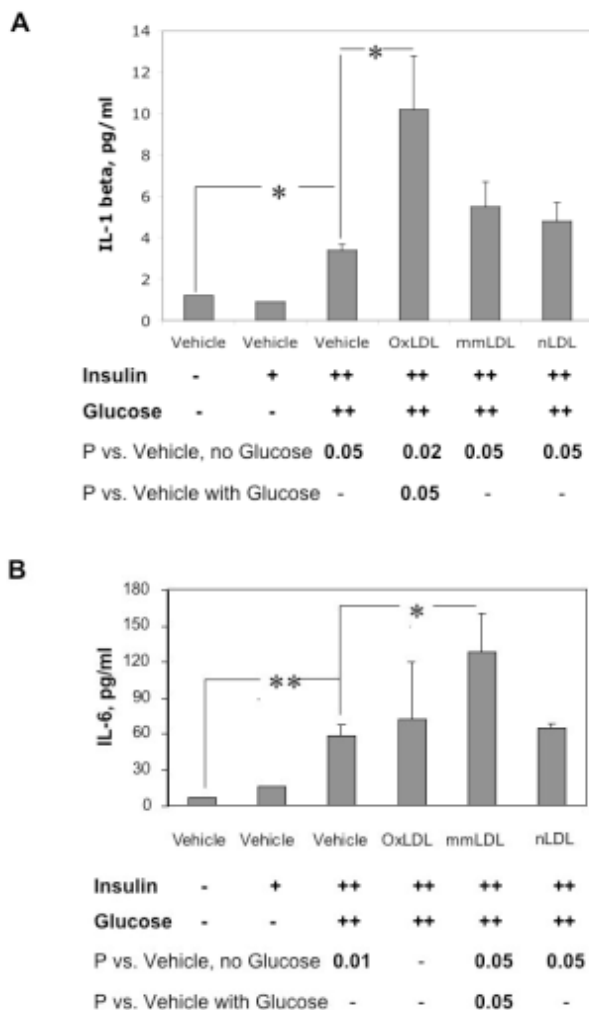 A
14
12
10
8
6
4
2
0
IL-1 beta, pg/ml
*
*
Vehicle Vehicle Vehicle OxLDL mmLDL nLDL
Insulin - + ++ ++ ++ ++
Glucose - - ++ ++ ++ ++
P vs. Vehicle, no Glucose 0.05 0.02 0.05 0.05
P vs. Vehicle with Glucose - 0.05 - -
B
180
150
120
90
60
30
0
IL-6, pg/ml
*
**
Vehicle Vehicle Vehicle OxLDL mmLDL nLDL
Insulin - + ++ ++ ++ ++
Glucose - - ++ ++ ++ ++
P vs. Vehicle, no Glucose 0.01 - 0.05 0.05
P vs. Vehicle with Glucose - - 0.05 -